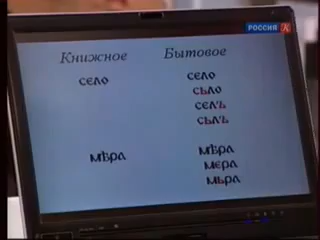 РОССИЯ К
Книжное Бытовое
село село
сьло
селъ
сьлъ
мѣра мѣра
мера
мьра